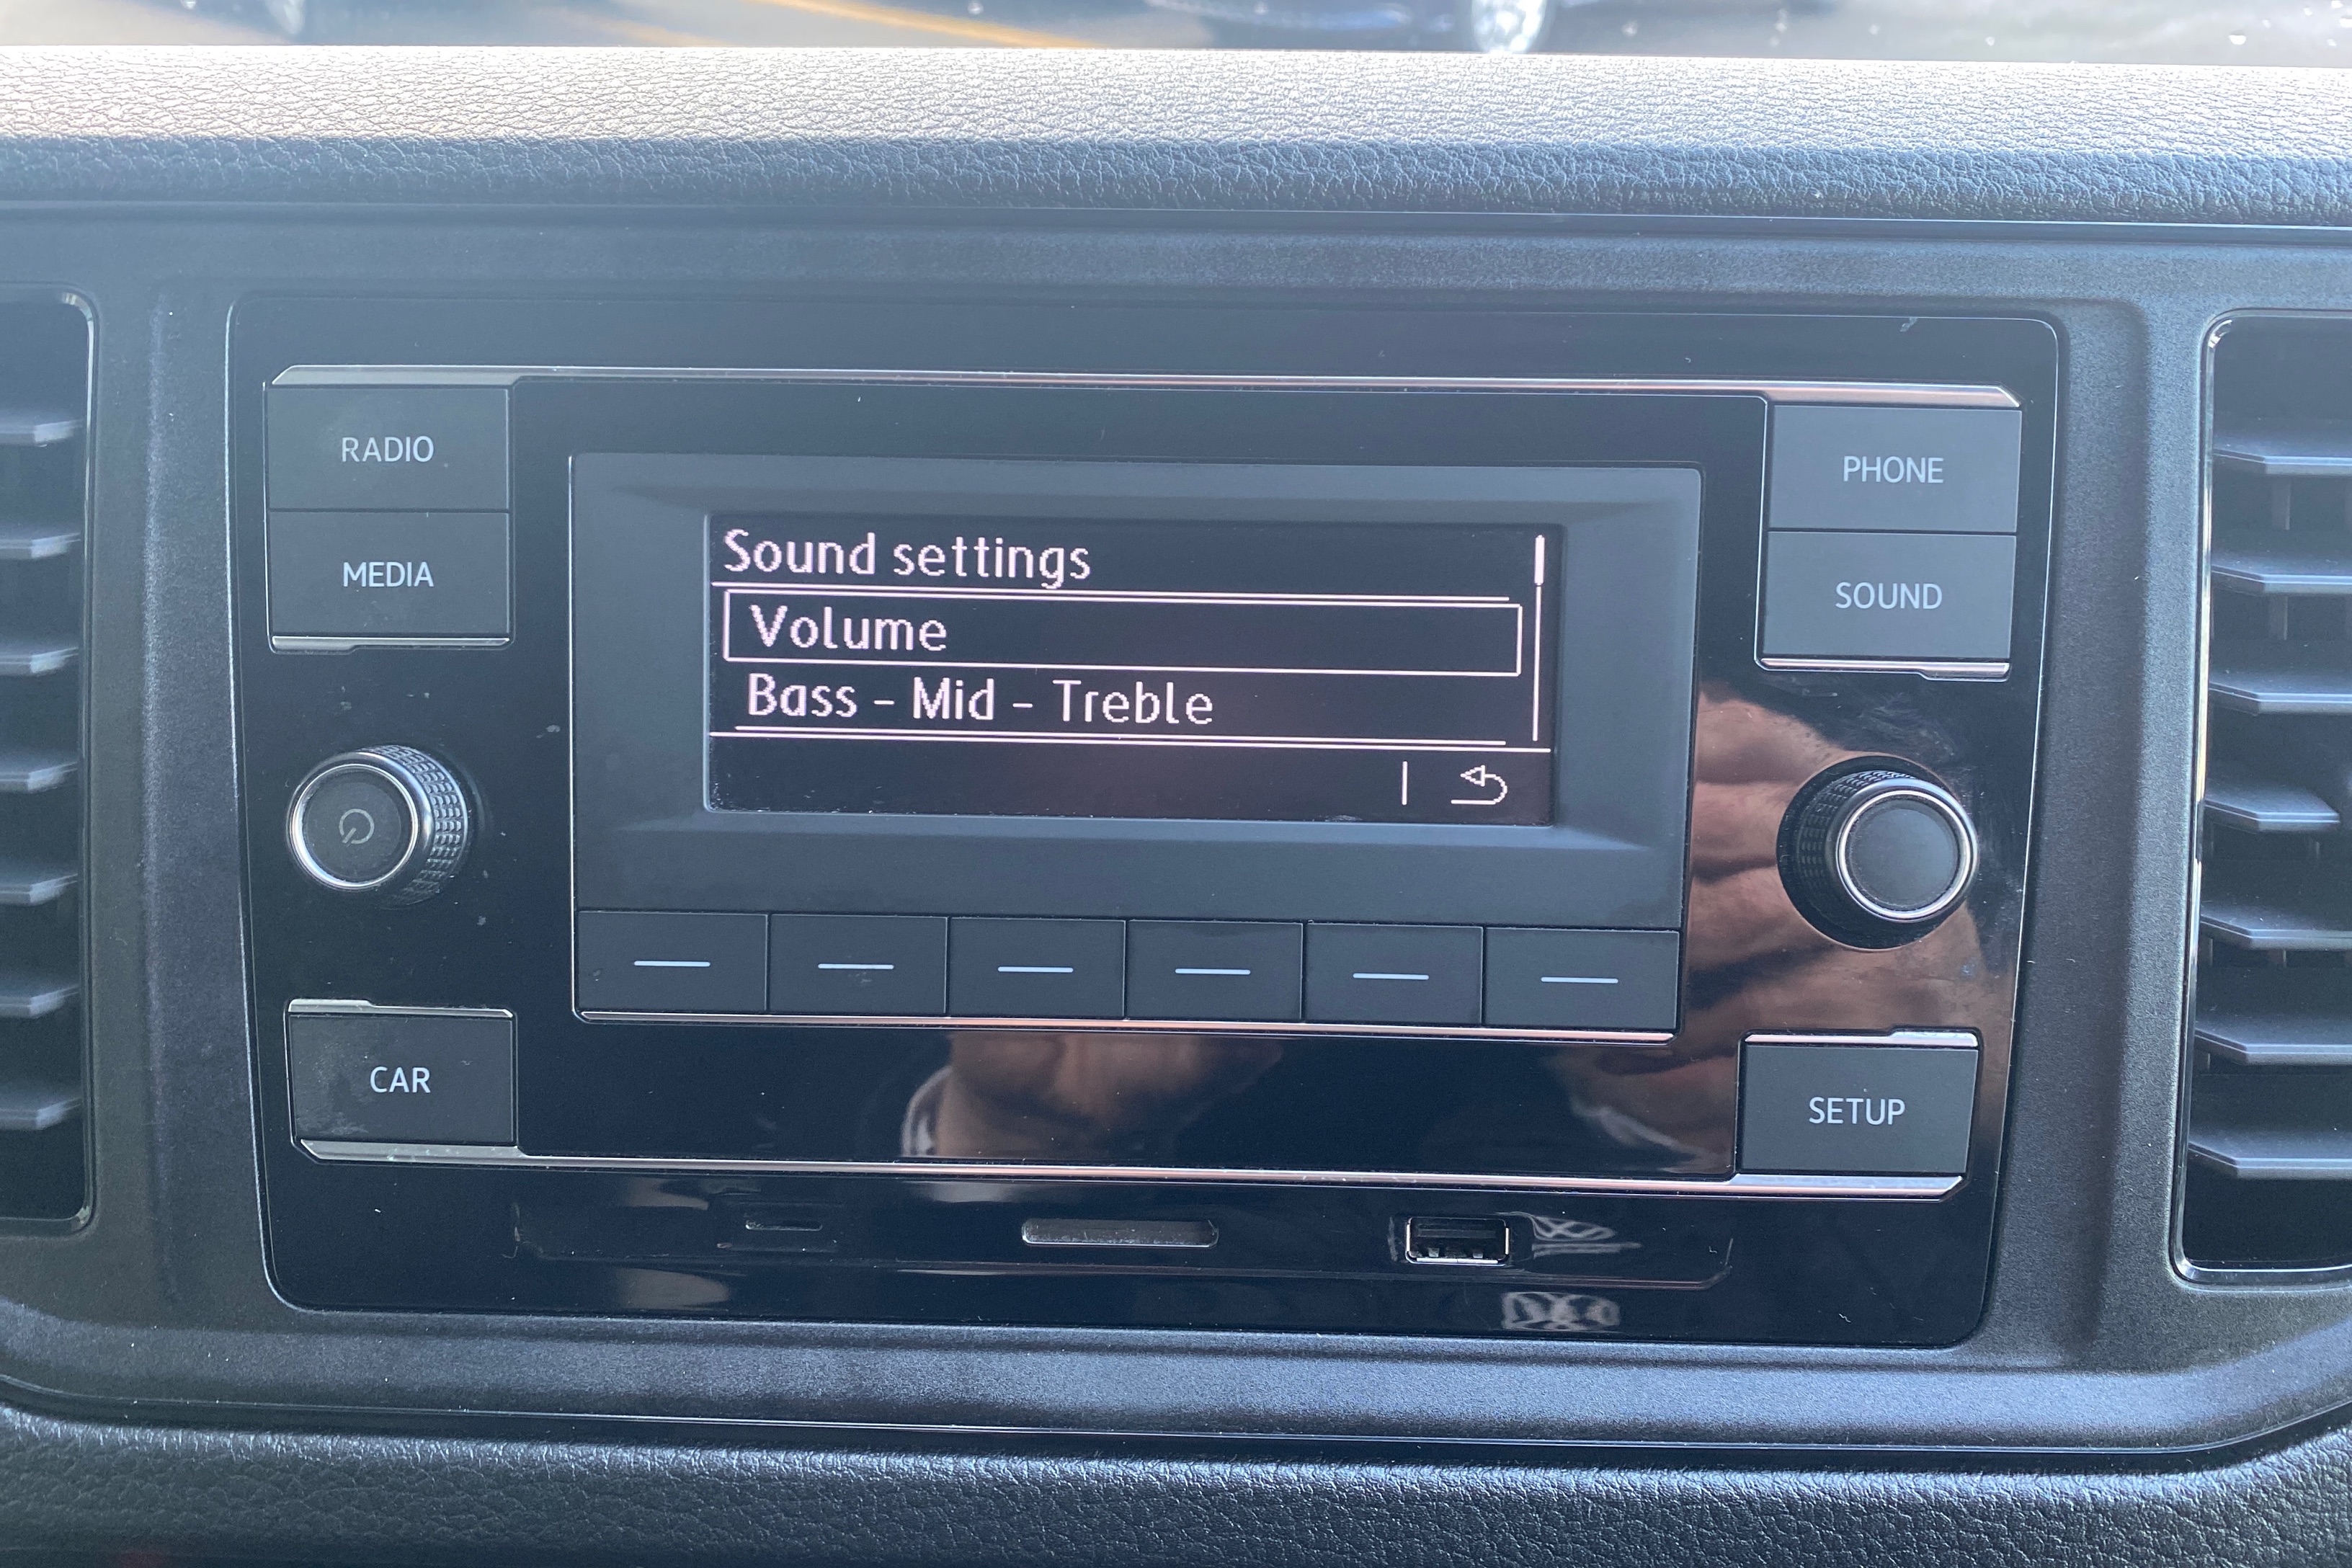 RADIO
MEDIA
PHONE
SOUND
Sound settings
Volume
Bass - Mid - Treble
CAR
SETUP